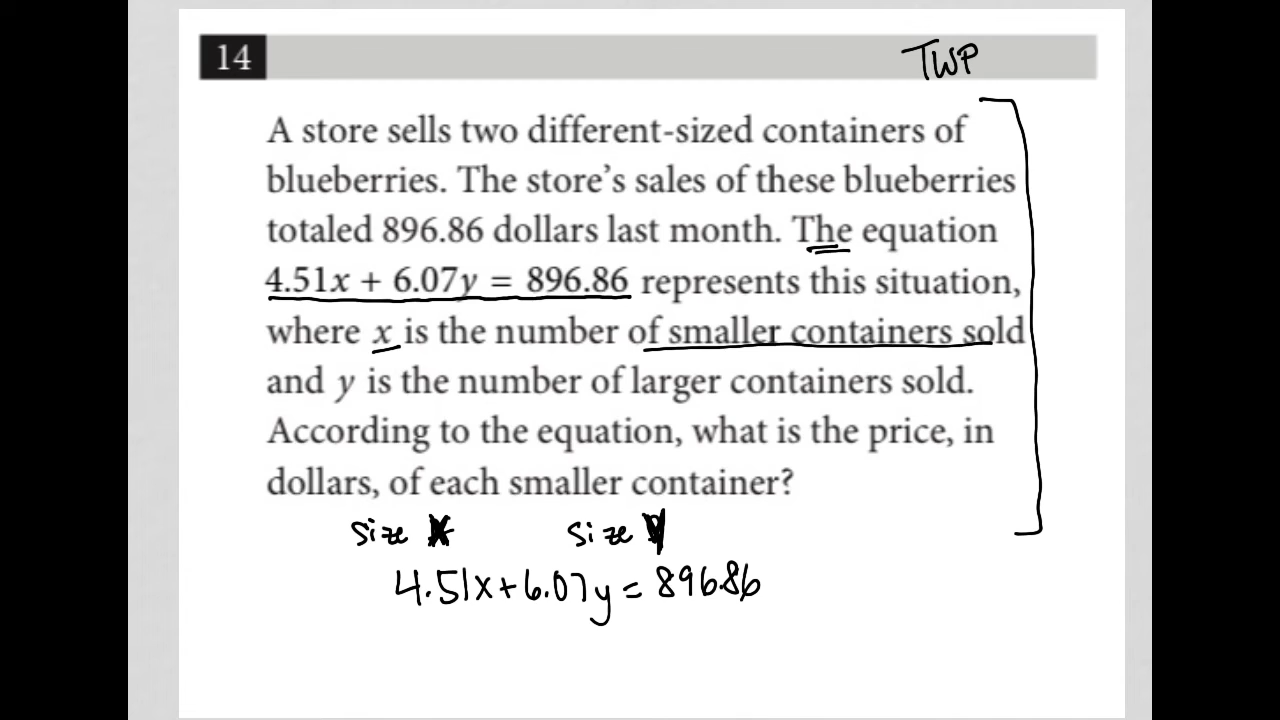 14
TWP
A store sells two different-sized containers of
blueberries. The store's sales of these blueberries
totaled 896.86 dollars last month. The equation
4.51x + 6.07y = 896.86 represents this situation,
where x is the number of smaller containers sold
and y is the number of larger containers sold.
According to the equation, what is the price, in
dollars, of each smaller container?
Size X Size Y
4.51x+6.07y=896.86